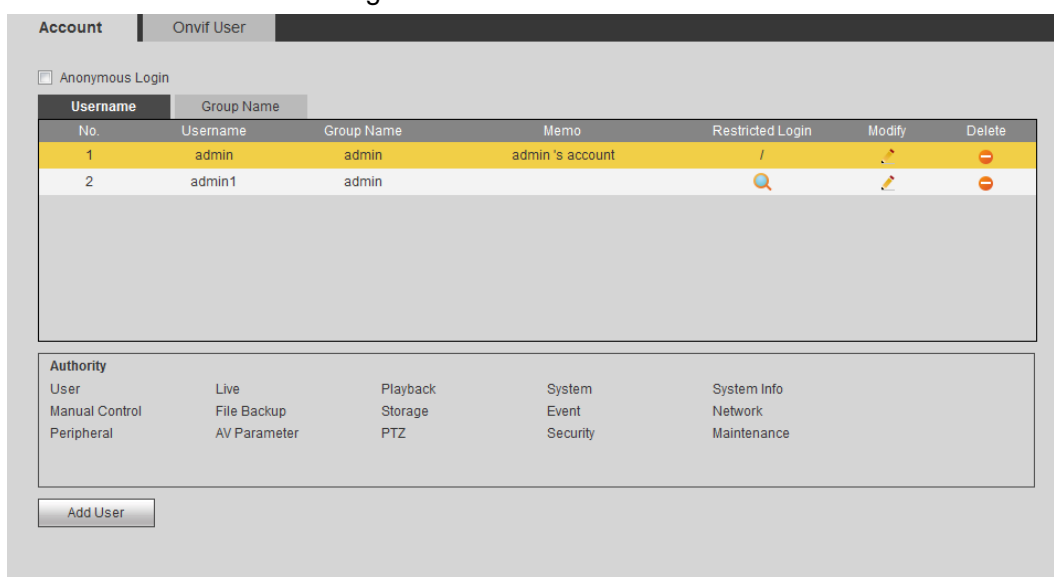 Account Onvif User
Anonymous Login
Username Group Name
No. Username Group Name Memo Restricted Login Modify Delete
1 admin admin admin 's account /
2 admin1 admin
Authority
User Live Playback System System Info
Manual Control File Backup Storage Event Network
Peripheral AV Parameter PTZ Security Maintenance
Add User